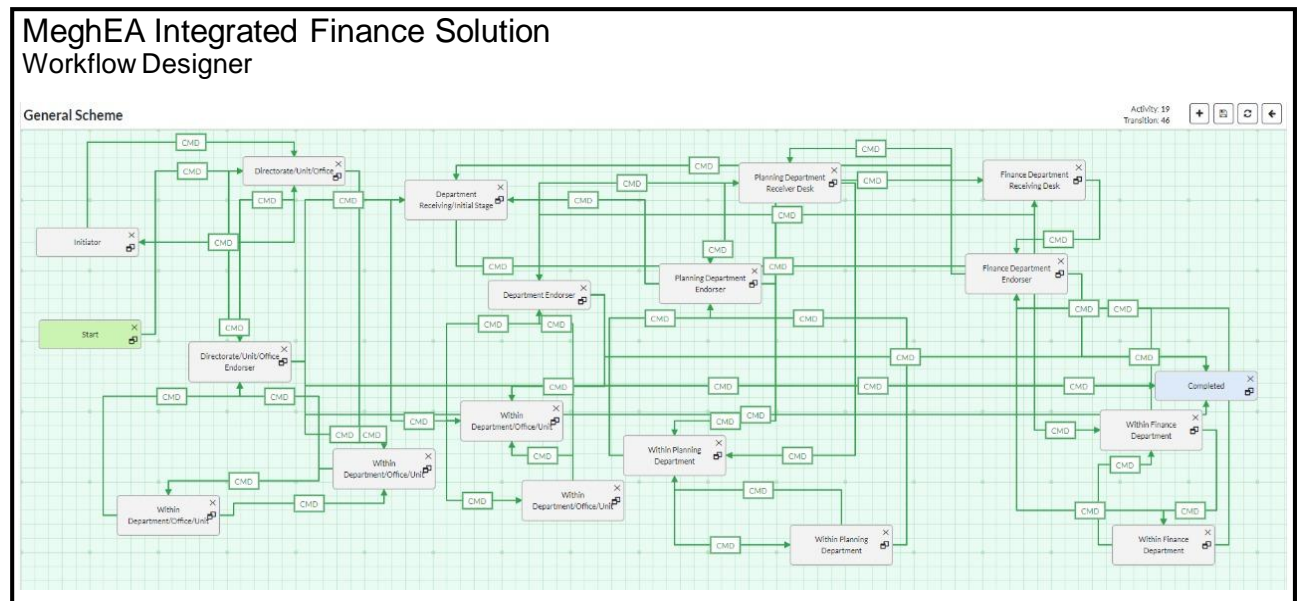 MeghEA Integrated Finance Solution
Workflow Designer
General Scheme
Activity: 19
Transition: 46
CMD
CMD
Directorate/Unit/Office
CMD
CMD
Initiator
CMD
Start
CMD
Directorate/Unit/Office
Endorser
CMD
CMD
CMD
CMD
Within
Department/Office/Unit
CMD
Within
Department/Office/Unit
CMD
Department
Receiving/Initial Stage
CMD
CMD
CMD
CMD
CMD
Department Endorser
CMD
CMD
CMD
CMD
Within
Department/Office/Unit
CMD
CMD
Within
Department/Office/Unit
Planning Department
Receiver Desk
CMD
CMD
CMD
CMD
CMD
Planning Department
Endorser
CMD
CMD
CMD
CMD
CMD
CMD
CMD
CMD
Within Planning
Department
CMD
CMD
CMD
Within Planning
Department
Finance Department
Receiving Desk
CMD
Finance Department
Endorser
CMD
CMD
CMD
CMD
Completed
CMD
Within Finance
Department
CMD
CMD
CMD
Within Finance
Department